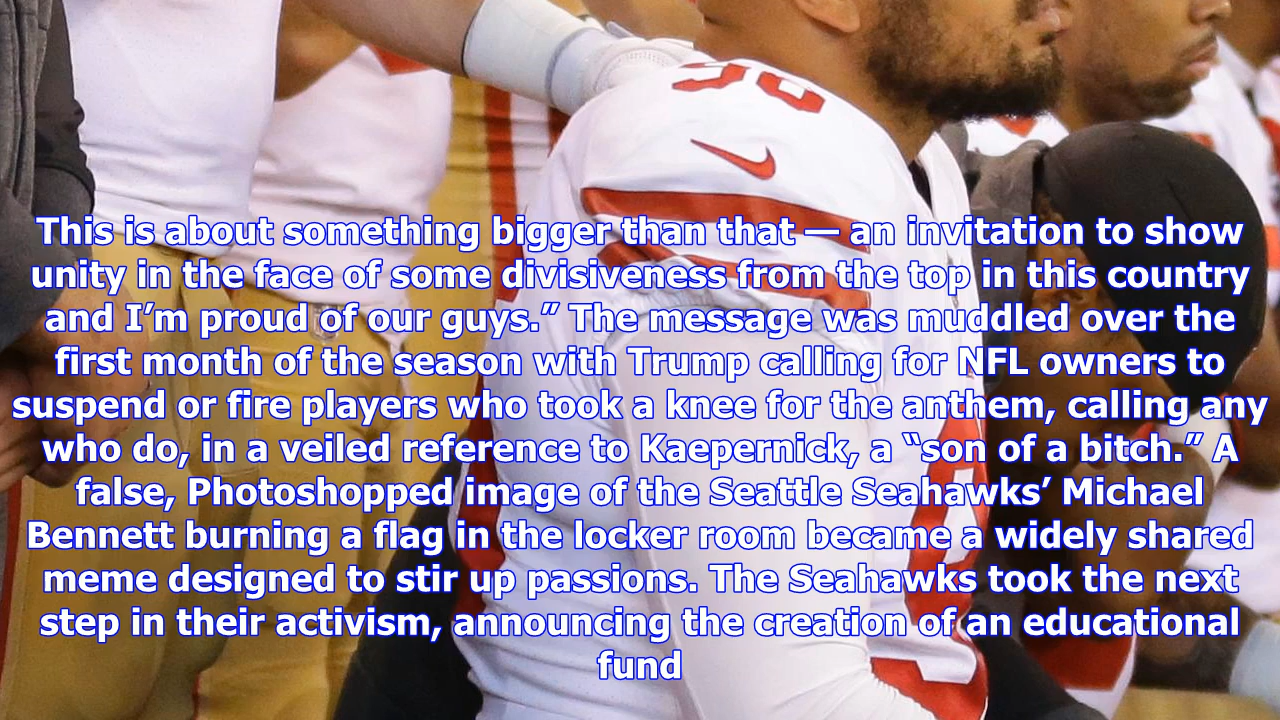 This is about something bigger than that — an invitation to show
unity in the face of some divisiveness from the top in this country
and I’m proud of our guys.” The message was muddled over the
first month of the season with Trump calling for NFL owners to
suspend or fire players who took a knee for the anthem, calling any
who do, in a veiled reference to Kaepernick, a “son of a bitch.” A
false, Photoshopped image of the Seattle Seahawks’ Michael
Bennett burning a flag in the locker room became a widely shared
meme designed to stir up passions. The Seahawks took the next
step in their activism, announcing the creation of an educational
fund